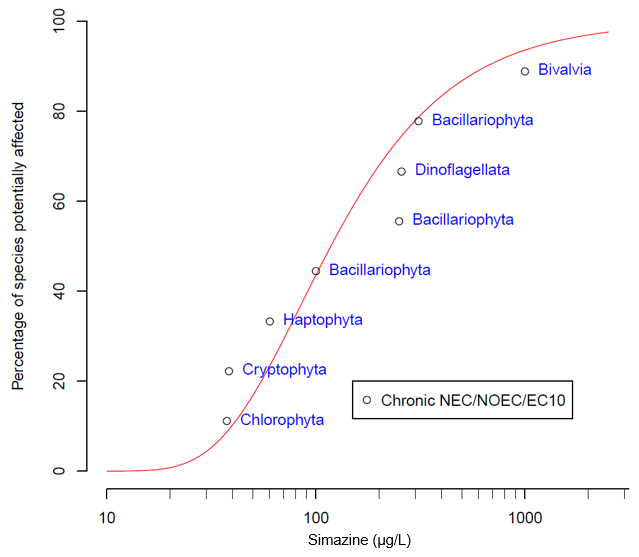 100
80
60
40
20
0
Percentage of species potentially affected
Bivalvia
Bacillariophyta
Dinoflagellata
Bacillariophyta
Bacillariophyta
Haptophyta
Cryptophyta
Chlorophyta
Chronic NEC/NOEC/EC10
10 100 1000
Simazine (µg/L)